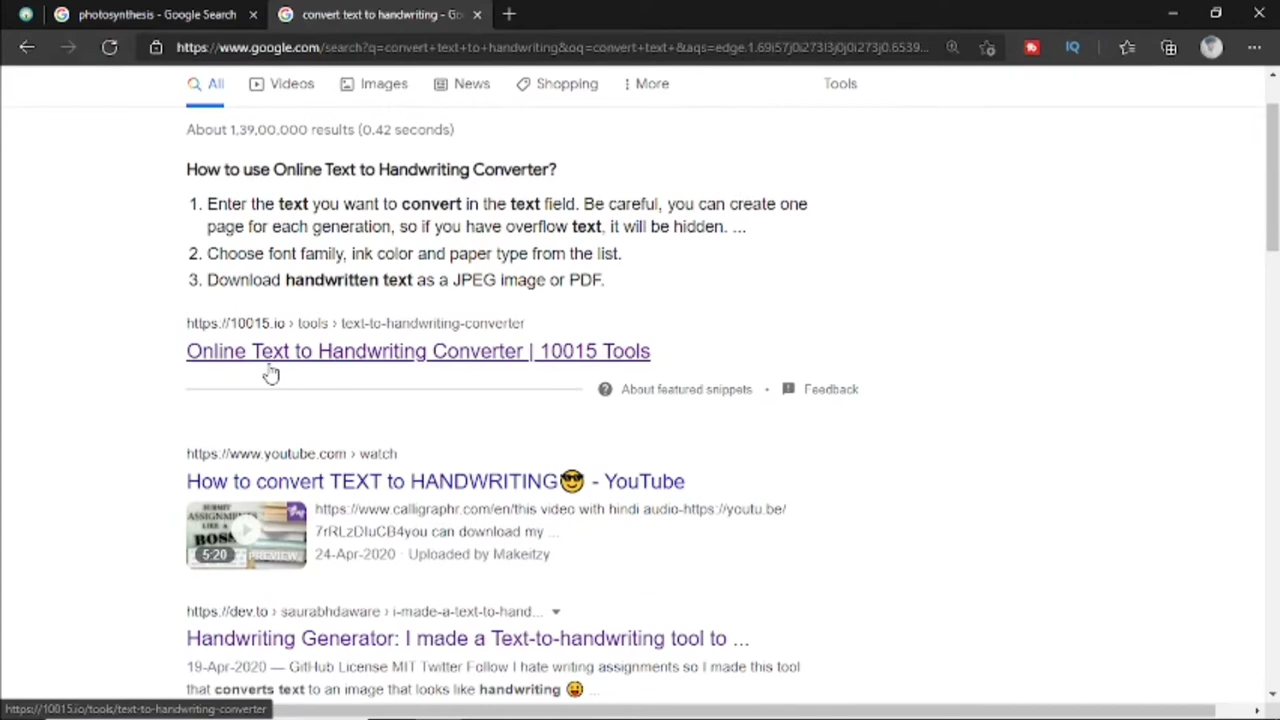 photosynthesis - Google Search
convert text to handwriting - Go
https://www.google.com/search?q=convert+text+to+handwriting&oq=convert+text+&aqs=edge.1.69i57j0i273l3j0j0i273j0.6539...
All Videos Images News Shopping More Tools
About 1,39,00,000 results (0.42 seconds)
How to use Online Text to Handwriting Converter?
1. Enter the text you want to convert in the text field. Be careful, you can create one
page for each generation, so if you have overflow text, it will be hidden. ...
2. Choose font family, ink color and paper type from the list.
3. Download handwritten text as a JPEG image or PDF.
https://10015.io › tools › text-to-handwriting-converter
Online Text to Handwriting Converter | 10015 Tools
About featured snippets • Feedback
https://www.youtube.com › watch
How to convert TEXT to HANDWRITING😎 - YouTube
SUBMIT
ASSIGNMENTS
LIKE A
BOSS
5:20 PREVIEW
https://www.calligraphr.com/en/this video with hindi audio-https://youtu.be/
7rRLzDIuCB4you can download my ...
24-Apr-2020 · Uploaded by Makeitzy
https://dev.to › saurabhdaware › i-made-a-text-to-hand...
Handwriting Generator: I made a Text-to-handwriting tool to ...
19-Apr-2020 — GitHub License MIT Twitter Follow I hate writing assignments so I made this tool
that converts text to an image that looks like handwriting 😜 ...
https://10015.io/tools/text-to-handwriting-converter